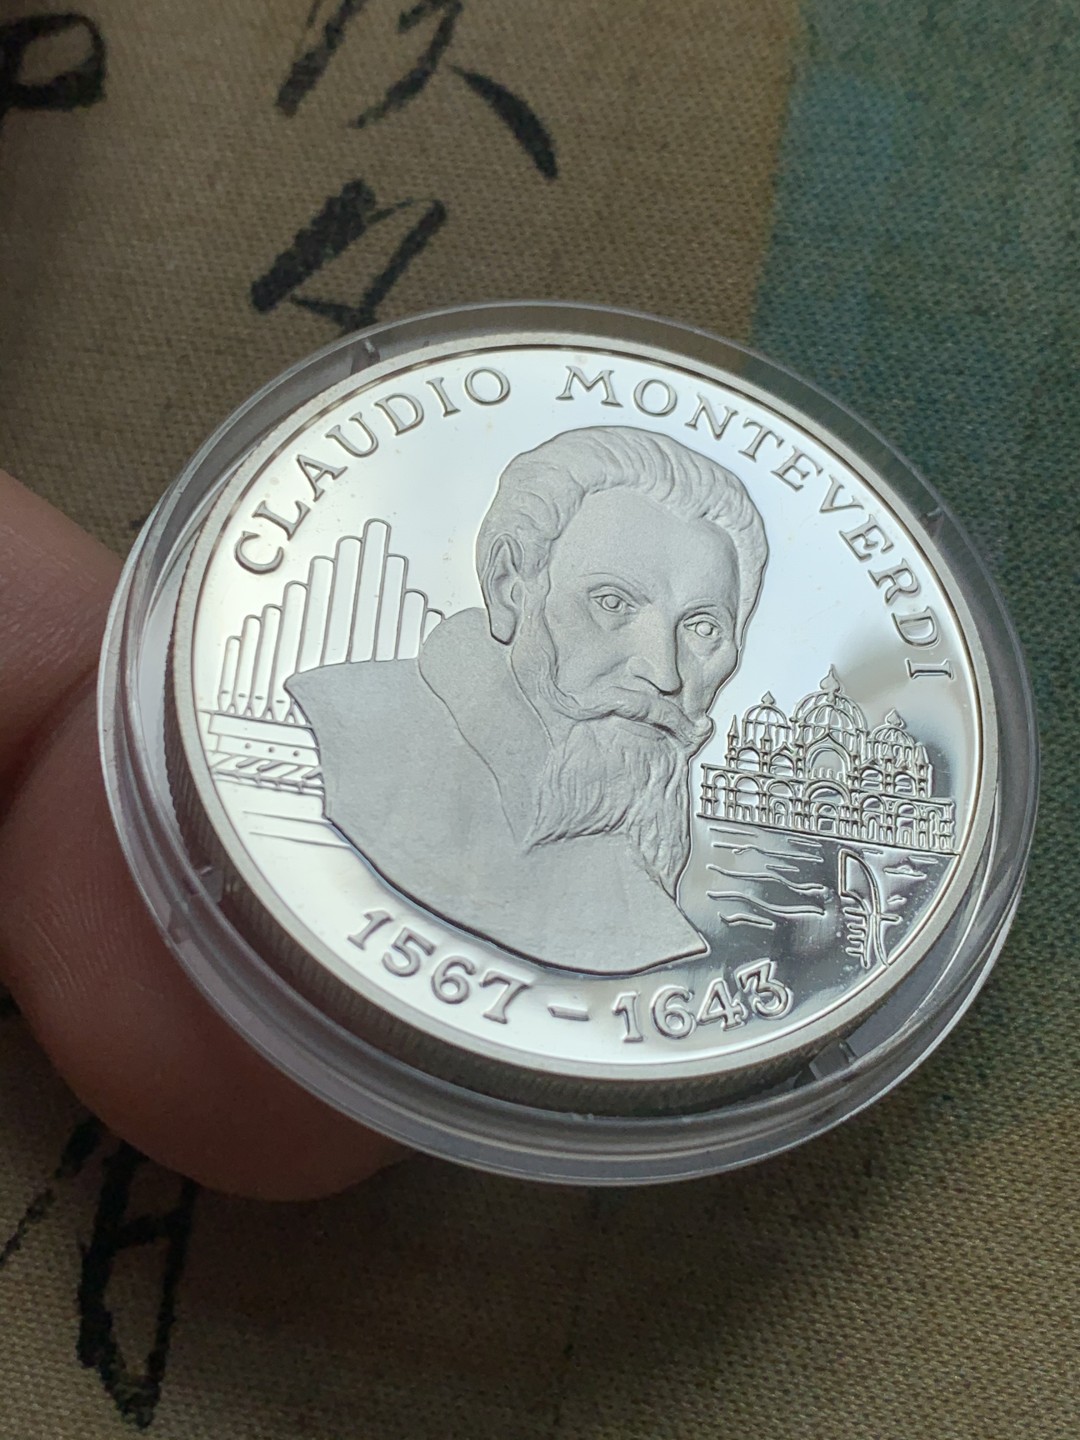 CLAUDIO MONTEVERDI
1567 – 1643